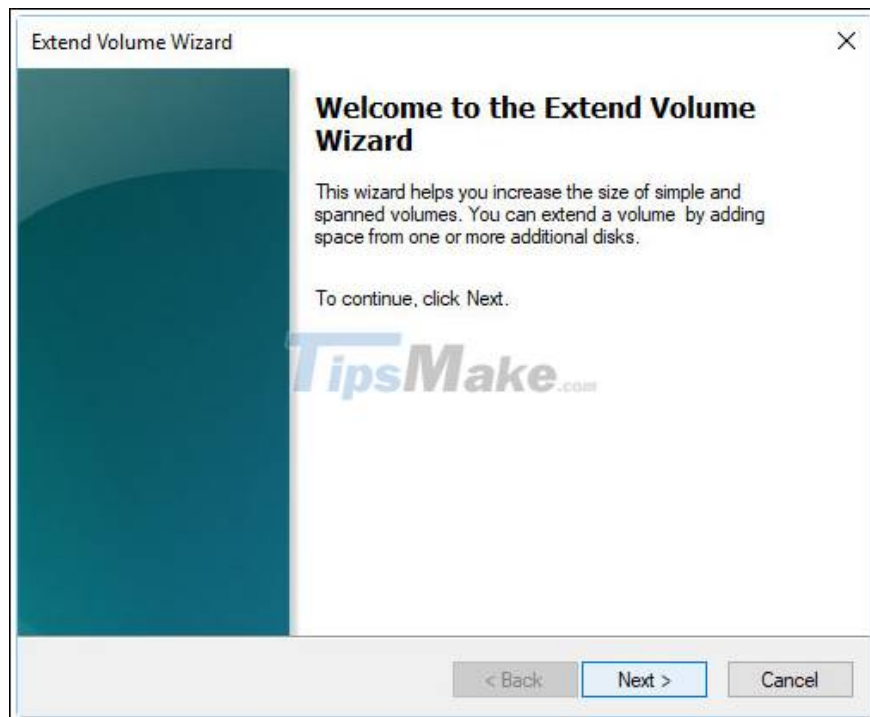 Extend Volume Wizard
Welcome to the Extend Volume
Wizard
This wizard helps you increase the size of simple and
spanned volumes. You can extend a volume by adding
space from one or more additional disks.
To continue, click Next.
TipsMake.com
< Back
Next >
Cancel